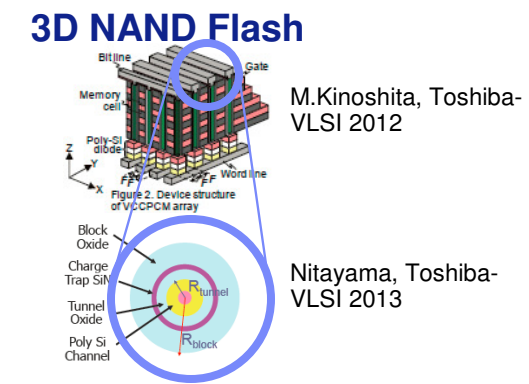 3D NAND Flash
Bit line
Gate
Memory
cell
M.Kinoshita, Toshiba-
VLSI 2012
Poly-Si
diode
Z
Y
X
FF
FF
Word line
Figure 2. Device structure
of VCCPCM array
Block
Oxide
Charge
Trap SiN
Tunnel
Oxide
Poly Si
Channel
Rtunnel
Rblock
Nitayama, Toshiba-
VLSI 2013